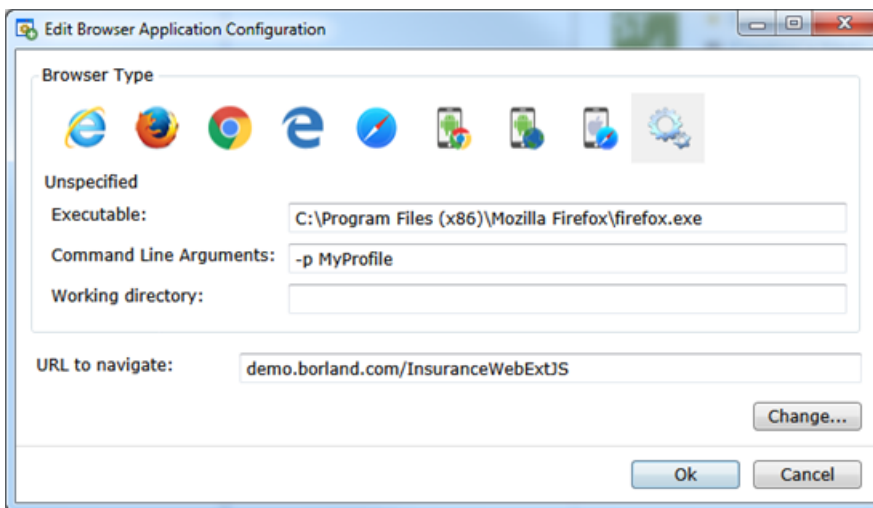 Edit Browser Application Configuration
Browser Type
Unspecified
Executable: C:\Program Files (x86)\Mozilla Firefox\firefox.exe
Command Line Arguments: -p MyProfile
Working directory:
URL to navigate: demo.borland.com/InsuranceWebExtJS
Change...
Ok Cancel